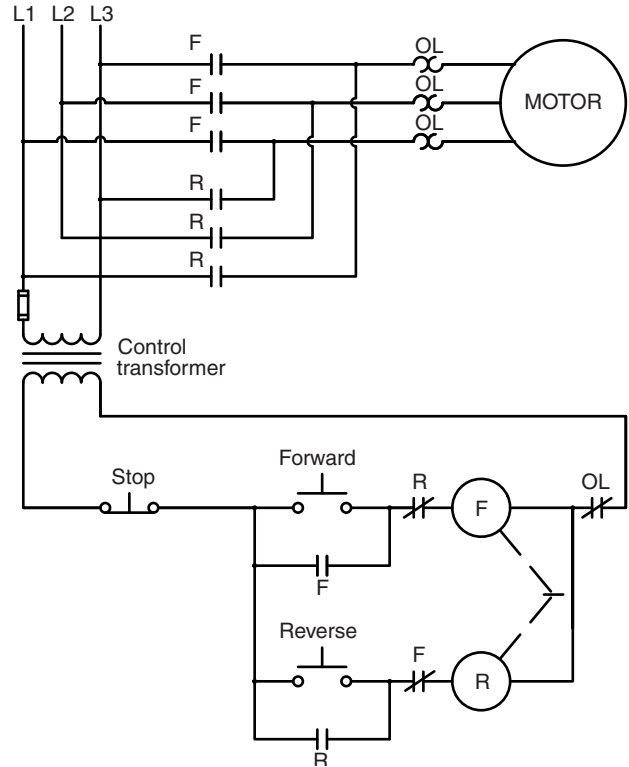 L1 L2 L3
F
OL
F
OL
MOTOR
F
OL
R
R
R
Control
transformer
Stop
Forward
R
F
OL
F
Reverse
F
R
R